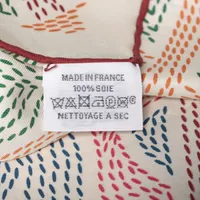 MADE IN FRANCE
100% SOIE
NETTOYAGE A SEC